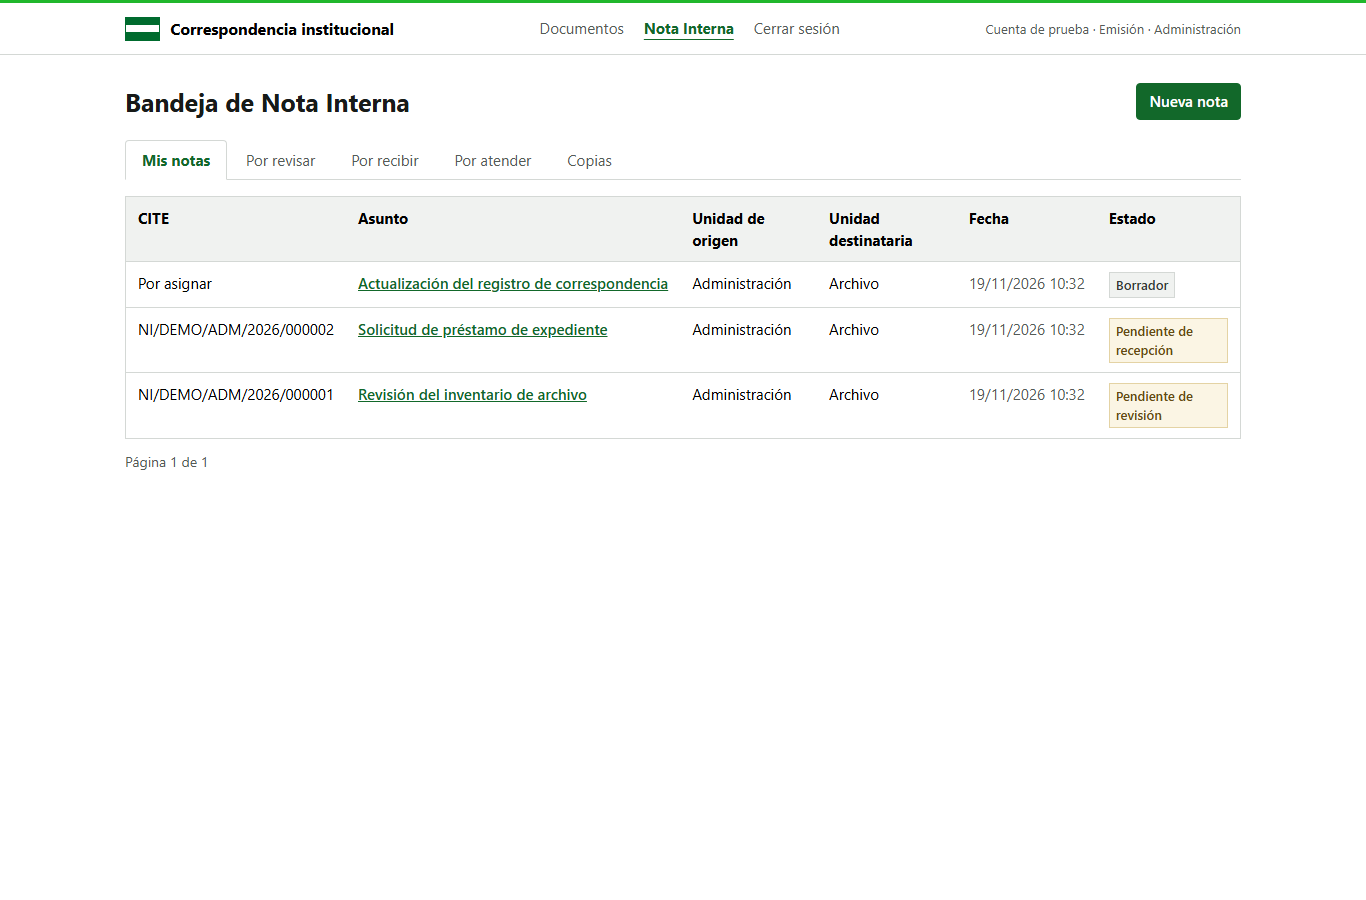 Correspondencia institucional
Documentos Nota Interna Cerrar sesión
Cuenta de prueba · Emisión · Administración
Bandeja de Nota Interna
Nueva nota
Mis notas Por revisar Por recibir Por atender Copias
CITE Asunto Unidad de origen Unidad destinataria Fecha Estado
Por asignar Actualización del registro de correspondencia Administración Archivo 19/11/2026 10:32 Borrador
NI/DEMO/ADM/2026/000002 Solicitud de préstamo de expediente Administración Archivo 19/11/2026 10:32 Pendiente de recepción
NI/DEMO/ADM/2026/000001 Revisión del inventario de archivo Administración Archivo 19/11/2026 10:32 Pendiente de revisión
Página 1 de 1